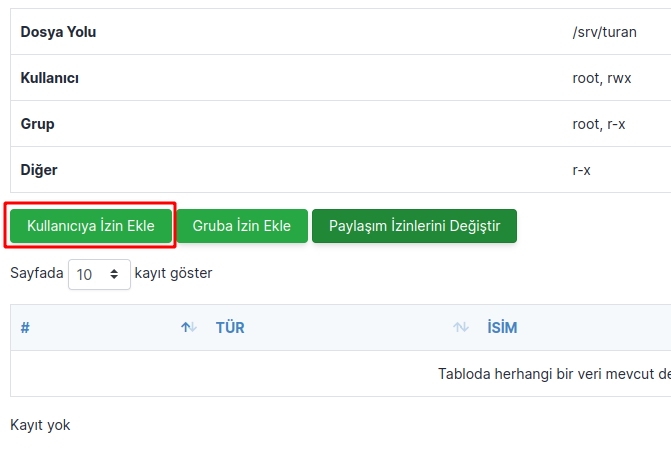 Dosya Yolu /srv/turan
Kullanıcı root, rwx
Grup root, r-x
Diğer r-x
Kullanıcıya İzin Ekle Gruba İzin Ekle Paylaşım İzinlerini Değiştir
Sayfada 10 kayıt göster
# TÜR İSİM
Tabloda herhangi bir veri mevcut de
Kayıt yok